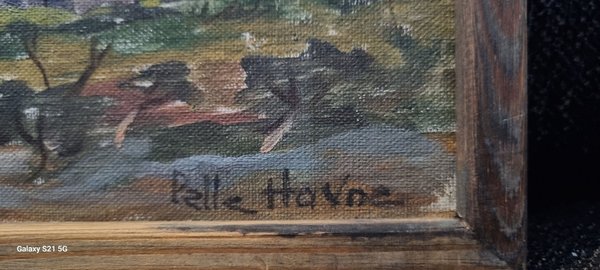 Pelle Havne
Galaxy S21 5G